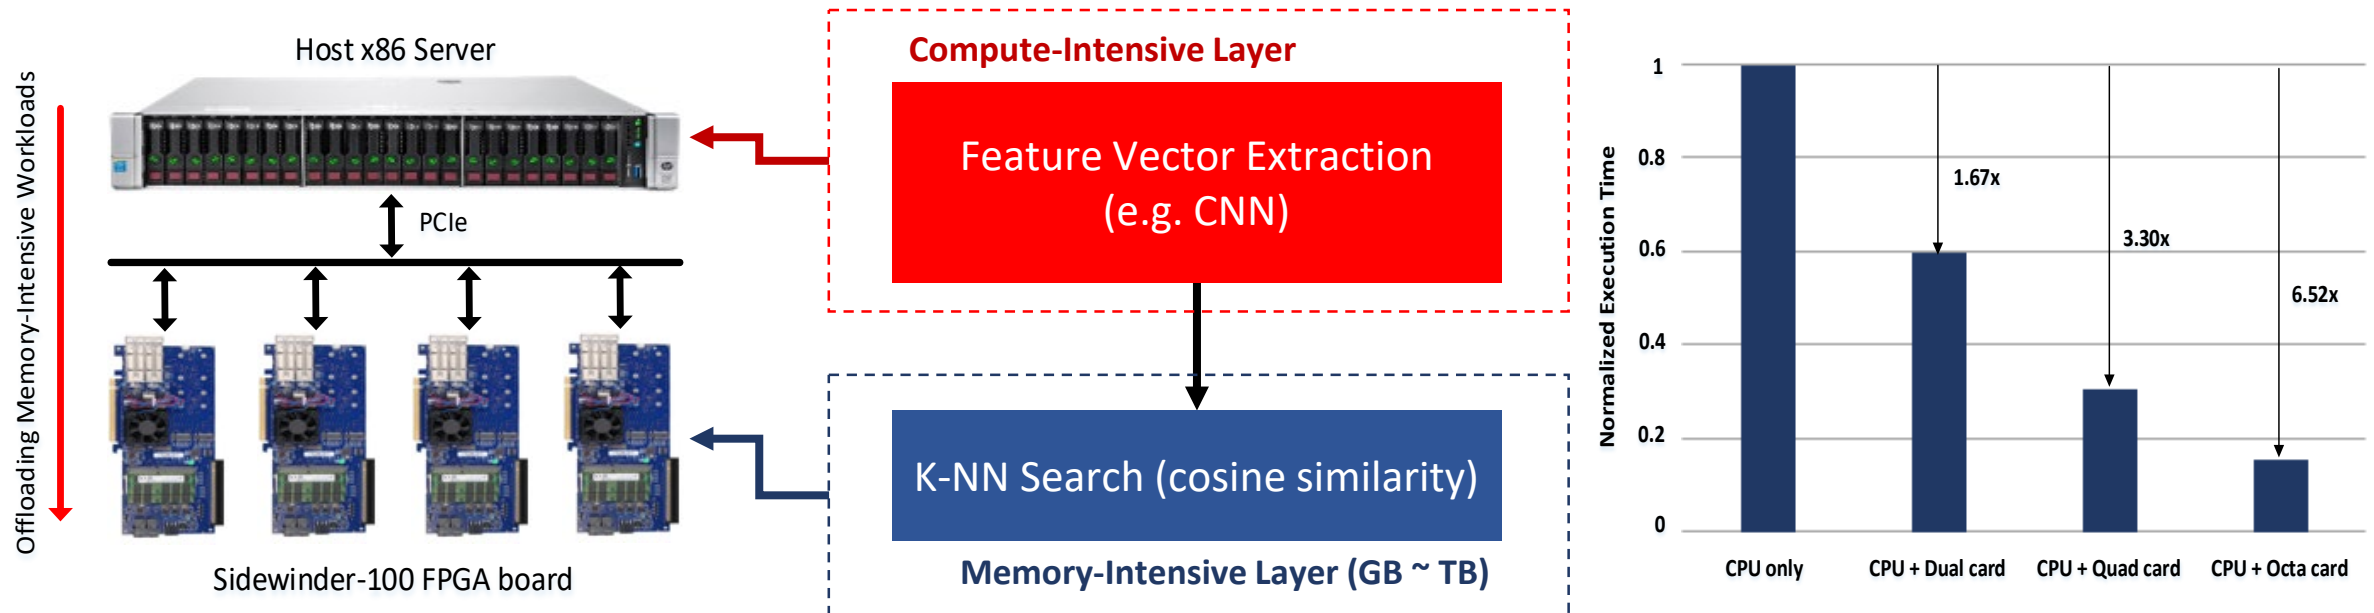 Offloading Memory-Intensive Workloads
Host x86 Server
PCIe
Sidewinder-100 FPGA board
Compute-Intensive Layer
Feature Vector Extraction
(e.g. CNN)
K-NN Search (cosine similarity)
Memory-Intensive Layer (GB ~ TB)
Normalized Execution Time
1
0.8
0.6
0.4
0.2
0
1.67x
3.30x
6.52x
CPU only
CPU + Dual card
CPU + Quad card
CPU + Octa card